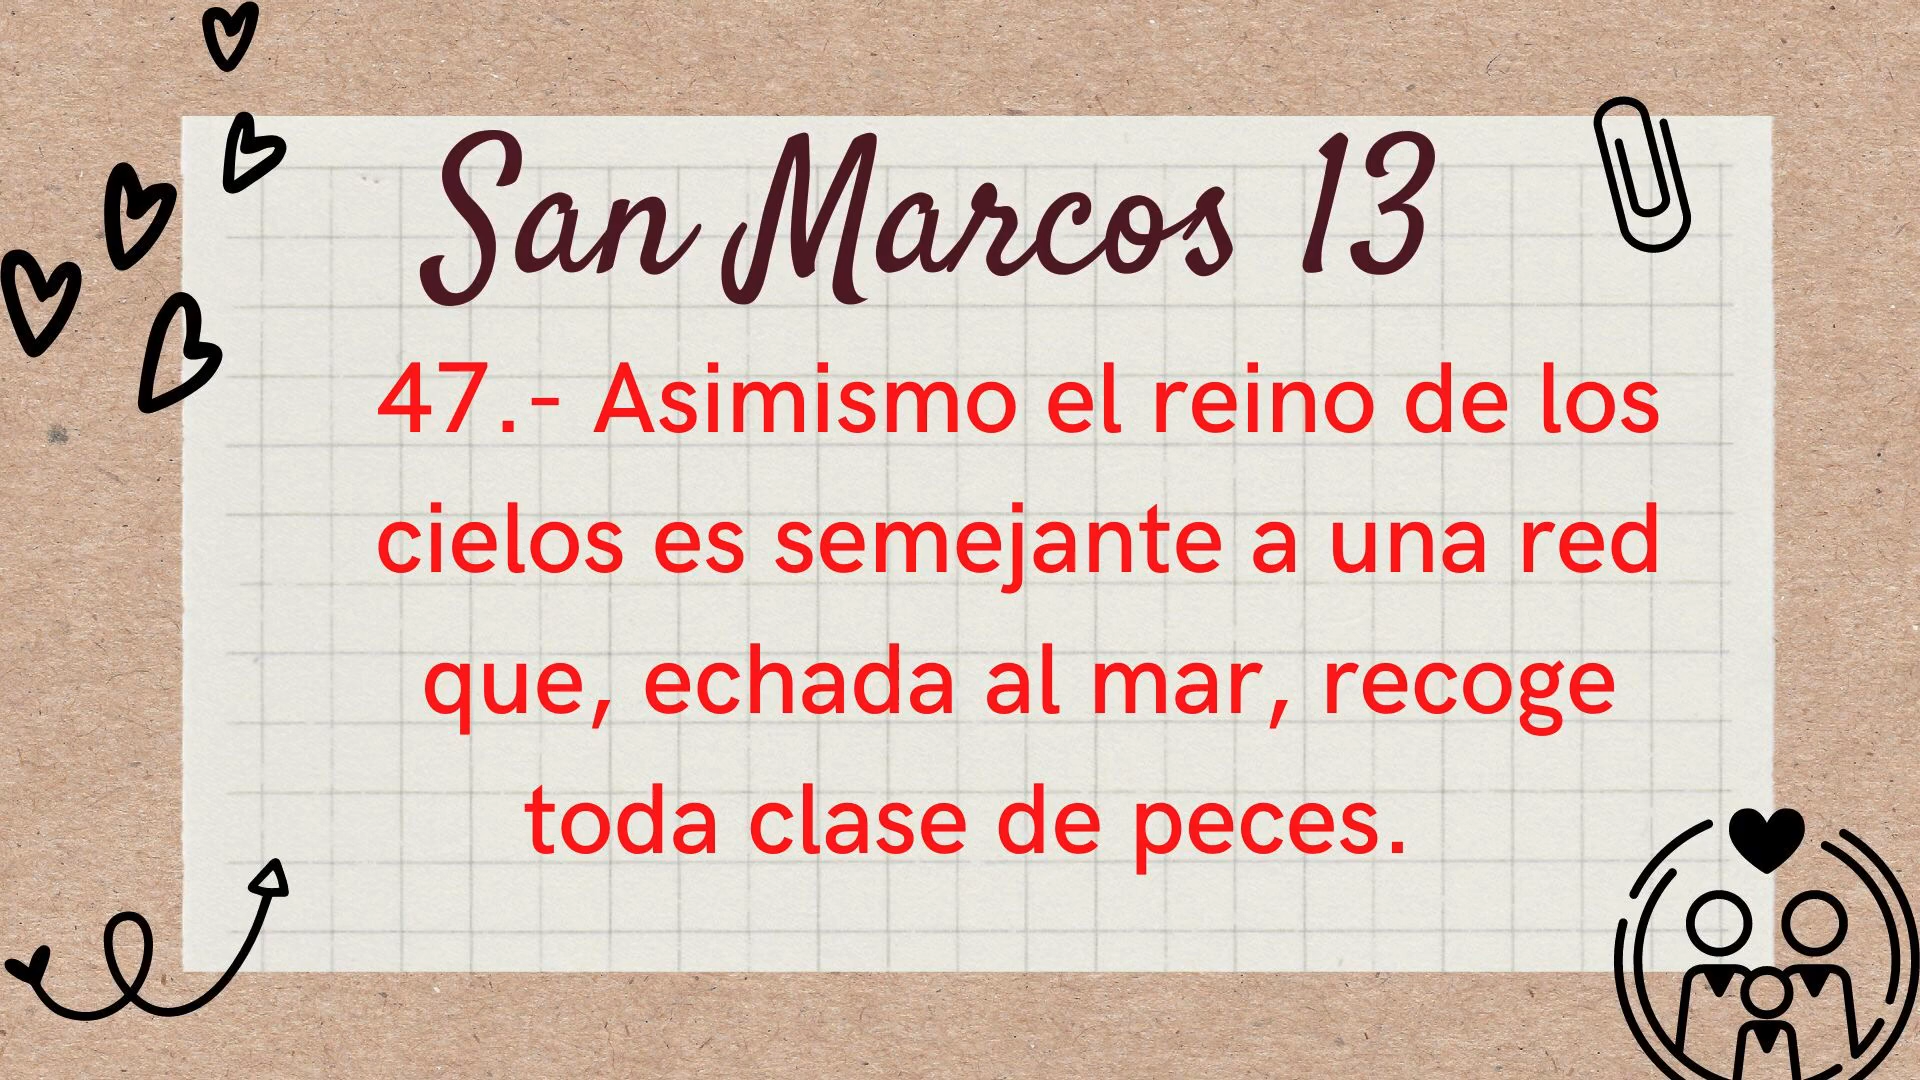 San Marcos 13
47.- Asimismo el reino de los
cielos es semejante a una red
que, echada al mar, recoge
toda clase de peces.